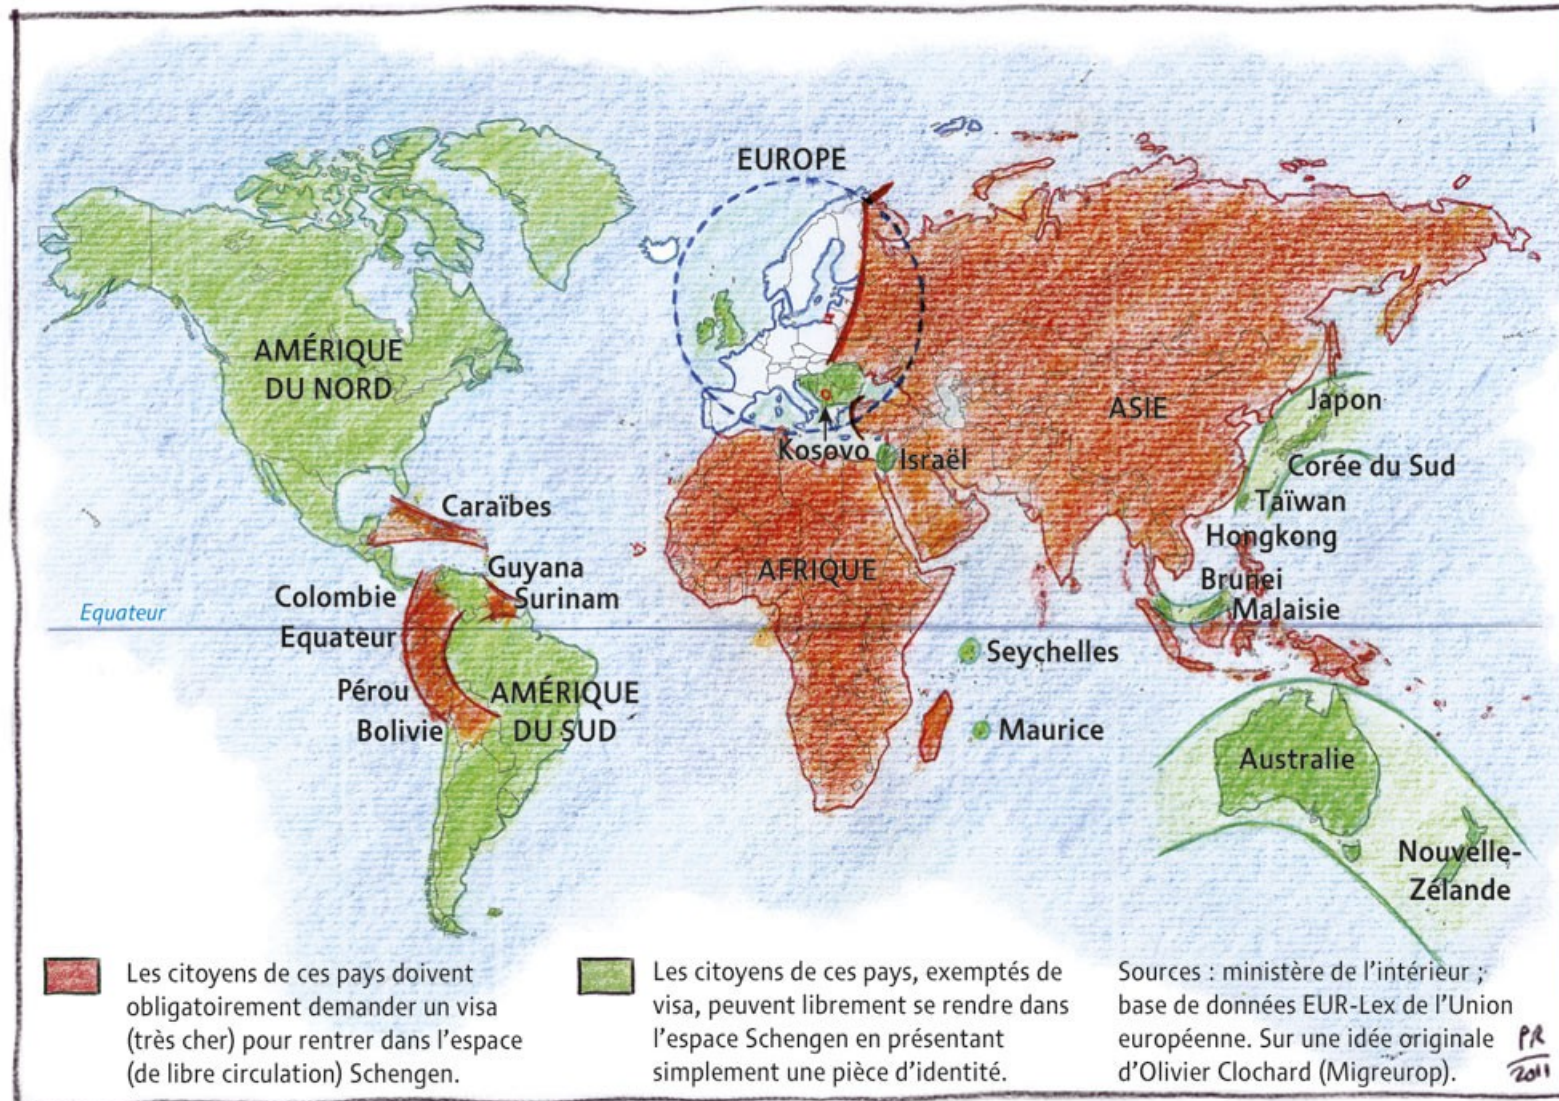 EUROPE
AMÉRIQUE
DU NORD
ASIE
Japon
Kosovo
Israël
Corée du Sud
Taïwan
Hongkong
Caraïbes
Guyana
Surinam
AFRIQUE
Brunei
Malaisie
Colombie
Equateur
Equateur
Pérou
Bolivie
AMÉRIQUE
DU SUD
Seychelles
Maurice
Australie
Nouvelle-
Zélande
Les citoyens de ces pays doivent
obligatoirement demander un visa
(très cher) pour rentrer dans l'espace
(de libre circulation) Schengen.
Les citoyens de ces pays, exemptés de
visa, peuvent librement se rendre dans
l'espace Schengen en présentant
simplement une pièce d'identité.
Sources : ministère de l'intérieur ;
base de données EUR-Lex de l'Union
européenne. Sur une idée originale
d'Olivier Clochard (Migreurop).
PR
2011